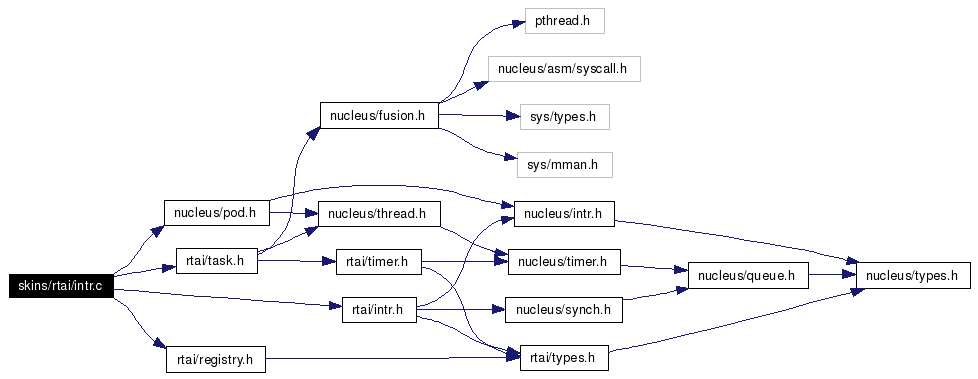 pthread.h
nucleus/asm/syscall.h
nucleus/fusion.h
sys/types.h
sys/mman.h
nucleus/pod.h
nucleus/thread.h
nucleus/intr.h
rtai/task.h
rtai/timer.h
nucleus/timer.h
nucleus/queue.h
nucleus/types.h
skins/rtai/intr.c
rtai/intr.h
nucleus/synch.h
rtai/registry.h
rtai/types.h